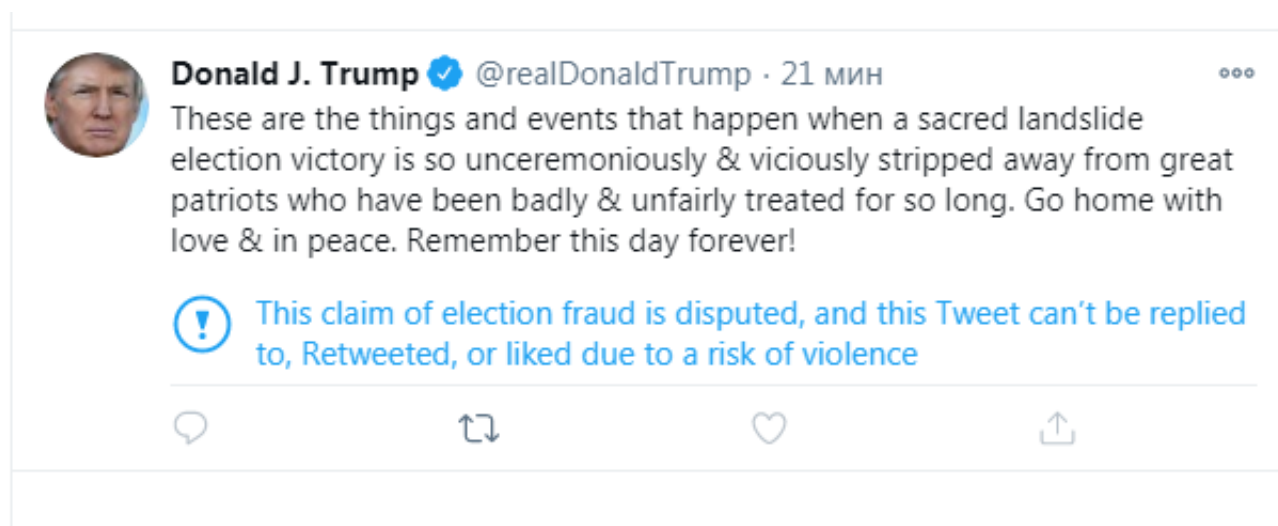 Donald J. Trump @realDonaldTrump · 21 мин
These are the things and events that happen when a sacred landslide
election victory is so unceremoniously & viciously stripped away from great
patriots who have been badly & unfairly treated for so long. Go home with
love & in peace. Remember this day forever!
This claim of election fraud is disputed, and this Tweet can’t be replied
to, Retweeted, or liked due to a risk of violence